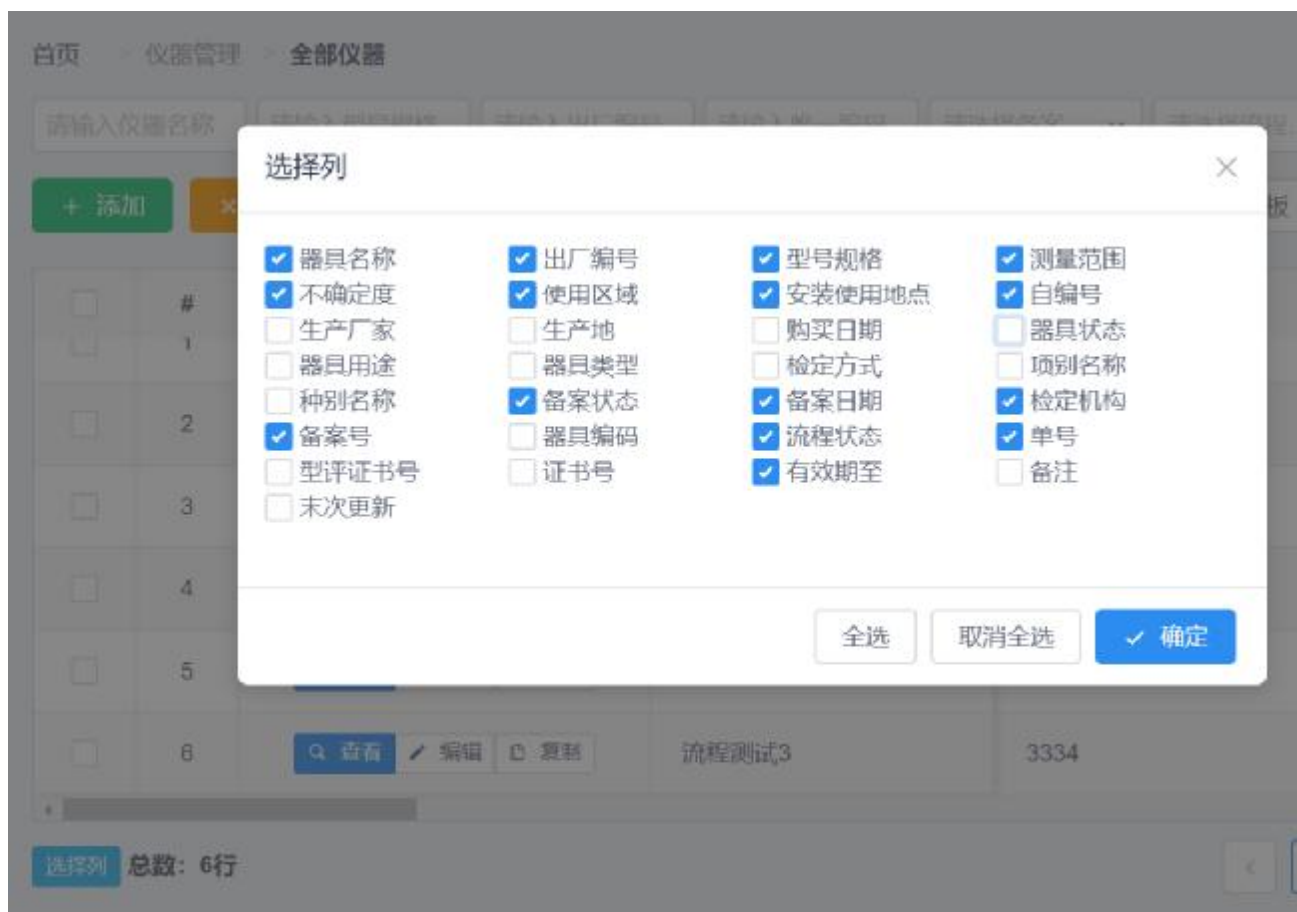 首页 仪器管理 全部仪器
请输入仪器名称
选择列
+ 添加 板
器具名称 出厂编号 型号规格 测量范围
# 不确定度 使用区域 安装使用地点 自编号
1 生产厂家 生产地 购买日期 器具状态
器具用途 器具类型 检定方式 项别名称
种别名称 备案状态 备案日期 检定机构
2 备案号 器具编码 流程状态 单号
型评证书号 证书号 有效期至 备注
3 末次更新
4
全选 取消全选 确定
5
6 查看 编辑 复制 流程测试3 3334
选择列 总数：6行